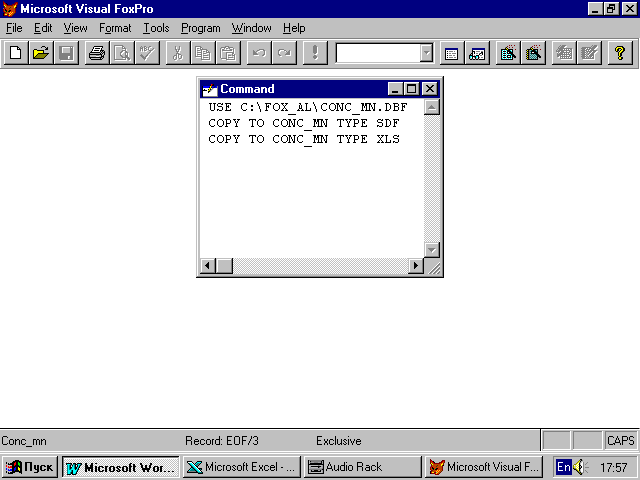 Microsoft Visual FoxPro
File Edit View Format Tools Program Window Help
Command
USE C:\FOX_AL\CONC_MN.DBF
COPY TO CONC_MN TYPE SDF
COPY TO CONC_MN TYPE XLS
Conc_mn Record: EOF/3 Exclusive CAPS
Пуск Microsoft Wor... Microsoft Excel - ... Audio Rack Microsoft Visual F... En 17:57